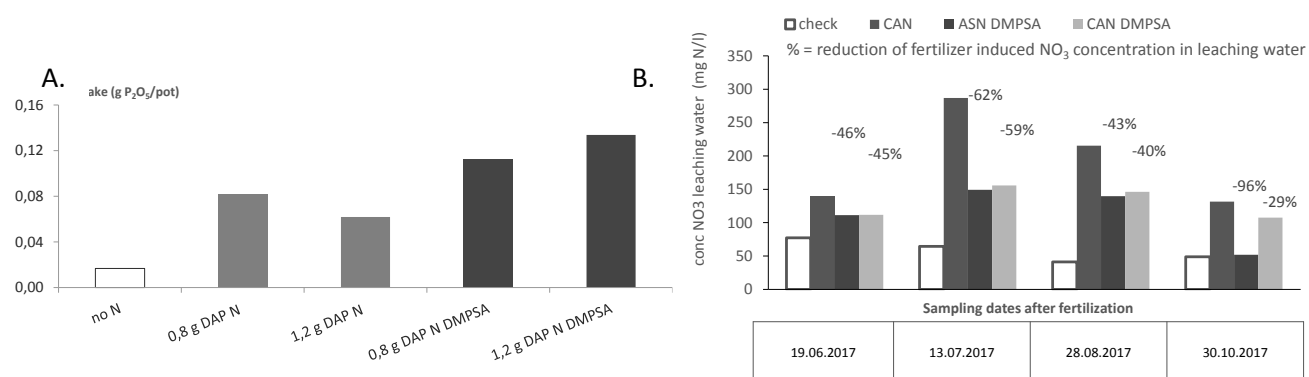 A.
ake (g P₂O₅/pot)
0,16
0,12
0,08
0,04
0,00
no N
0,8 g DAP N
1,2 g DAP N
0,8 g DAP N DMPSA
1,2 g DAP N DMPSA
B.
check CAN ASN DMPSA CAN DMPSA
% = reduction of fertilizer induced NO₃ concentration in leaching water
conc NO3 leaching water (mg N/l)
350
300
250
200
150
100
50
0
-46%
-45%
-62%
-59%
-43%
-40%
-96%
-29%
Sampling dates after fertilization
19.06.2017 13.07.2017 28.08.2017 30.10.2017